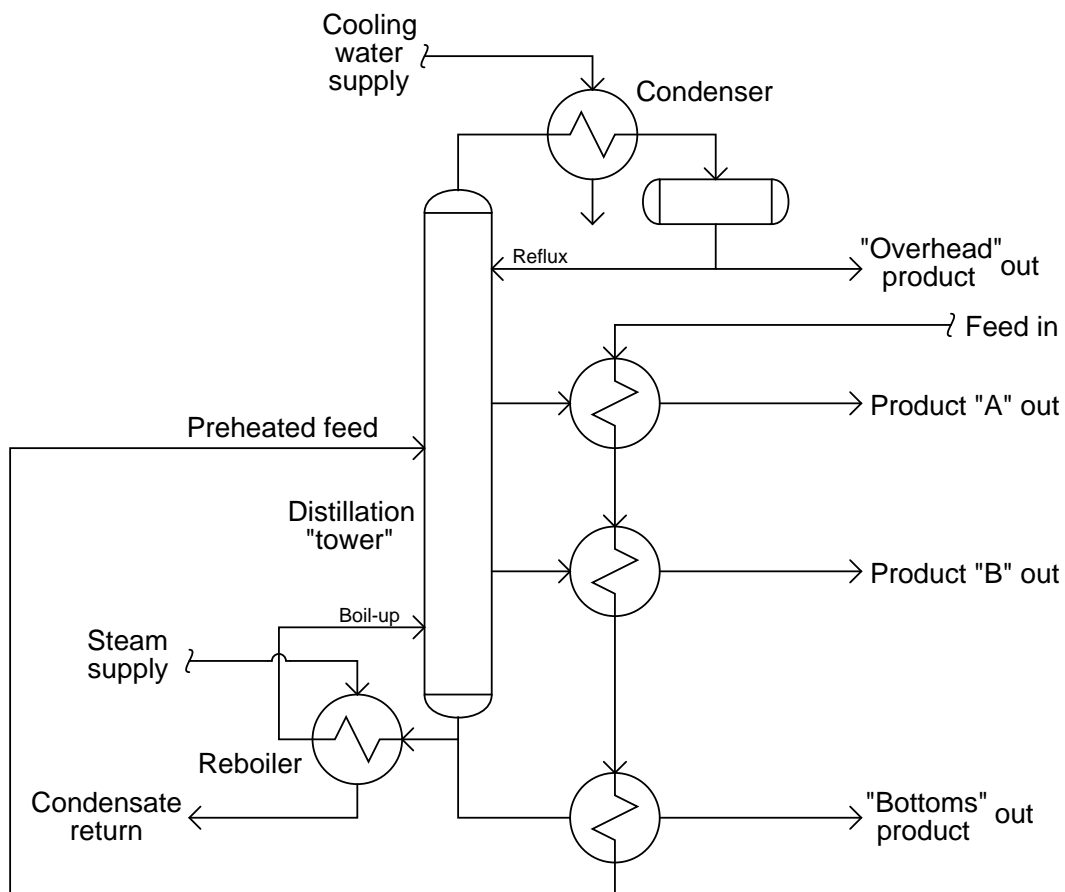 Cooling
water
supply
Condenser
Reflux
"Overhead"
product
out
Feed in
Product "A" out
Preheated feed
Distillation
"tower"
Product "B" out
Boil-up
Steam
supply
Reboiler
Condensate
return
"Bottoms"
product
out